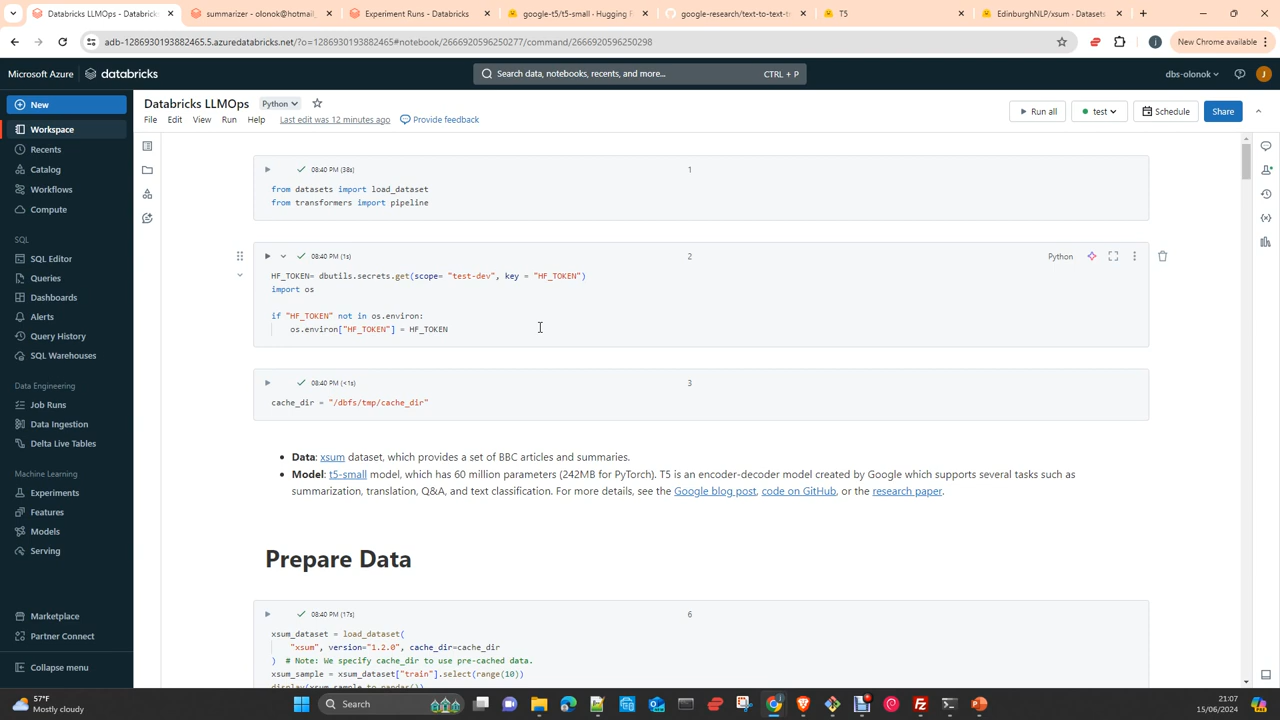 Databricks LLMOps - Databricks
summarizer - olonok@hotmail.
Experiment Runs - Databricks
google-t5/t5-small · Hugging F
google-research/text-to-text-t
T5
EdinburghNLP/xsum · Datasets
adb-1286930193882465.5.azuredatabricks.net/?o=1286930193882465#notebook/2666920596250277/command/2666920596250298
New Chrome available
Microsoft Azure
databricks
Search data, notebooks, recents, and more...
CTRL + P
dbs-olonok
J
New
Workspace
Recents
Catalog
Workflows
Compute
SQL
SQL Editor
Queries
Dashboards
Alerts
Query History
SQL Warehouses
Data Engineering
Job Runs
Data Ingestion
Delta Live Tables
Machine Learning
Experiments
Features
Models
Serving
Marketplace
Partner Connect
Collapse menu
Databricks LLMOps
Python
File Edit View Run Help Last edit was 12 minutes ago Provide feedback
Run all
test
Schedule
Share
08:40 PM (38s)
1
from datasets import load_dataset
from transformers import pipeline
08:40 PM (1s)
2
Python
HF_TOKEN= dbutils.secrets.get(scope= "test-dev", key = "HF_TOKEN")
import os
if "HF_TOKEN" not in os.environ:
os.environ["HF_TOKEN"] = HF_TOKEN
08:40 PM (<1s)
3
cache_dir = "/dbfs/tmp/cache_dir"
• Data: xsum dataset, which provides a set of BBC articles and summaries.
• Model: t5-small model, which has 60 million parameters (242MB for PyTorch). T5 is an encoder-decoder model created by Google which supports several tasks such as
summarization, translation, Q&A, and text classification. For more details, see the Google blog post, code on GitHub, or the research paper.
Prepare Data
08:40 PM (17s)
6
xsum_dataset = load_dataset(
"xsum", version="1.2.0", cache_dir=cache_dir
) # Note: We specify cache_dir to use pre-cached data.
xsum_sample = xsum_dataset["train"].select(range(10))
display(xsum_sample.to_pandas())
57°F
Mostly cloudy
Search
21:07
15/06/2024